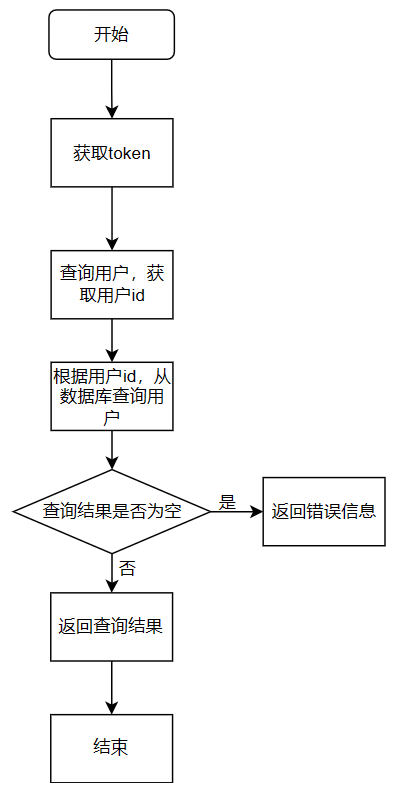 开始
获取token
查询用户，获
取用户id
根据用户id，从
数据库查询用
户
查询结果是否为空
是
返回错误信息
否
返回查询结果
结束